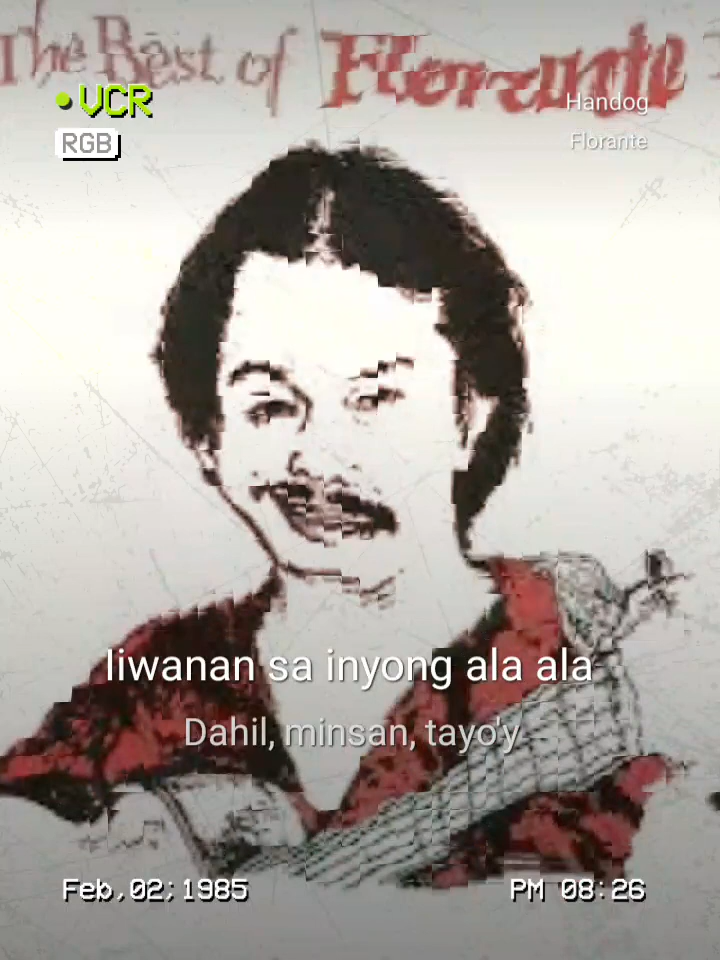 The Best of Florante
VCR
RGB
Handog
Florante
Iiwanan sa inyong ala ala
Dahil, minsan, tayo'y
Feb.02;1985
PM 08:26